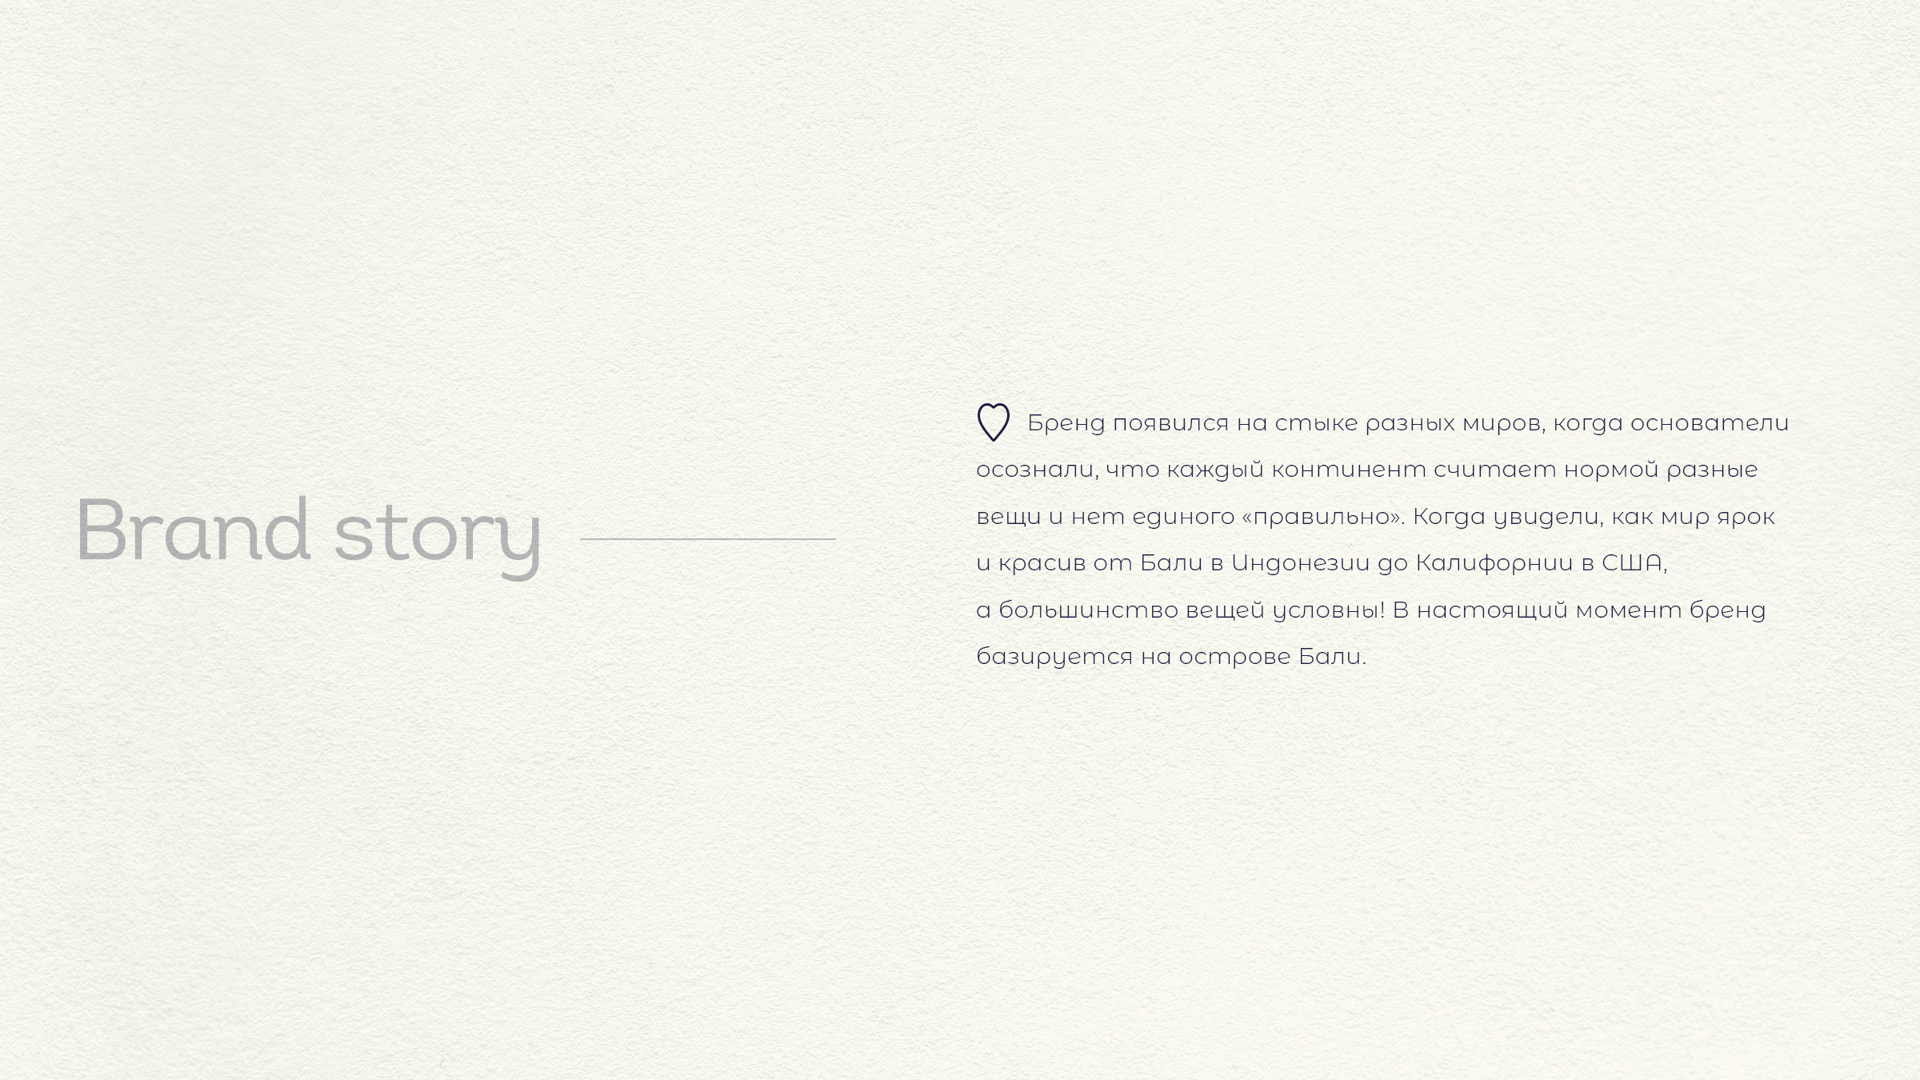 Brand story
Бренд появился на стыке разных миров, когда основатели
осознали, что каждый континент считает нормой разные
вещи и нет единого «правильно». Когда увидели, как мир ярок
и красив от Бали в Индонезии до Калифорнии в США,
а большинство вещей условны! В настоящий момент бренд
базируется на острове Бали.